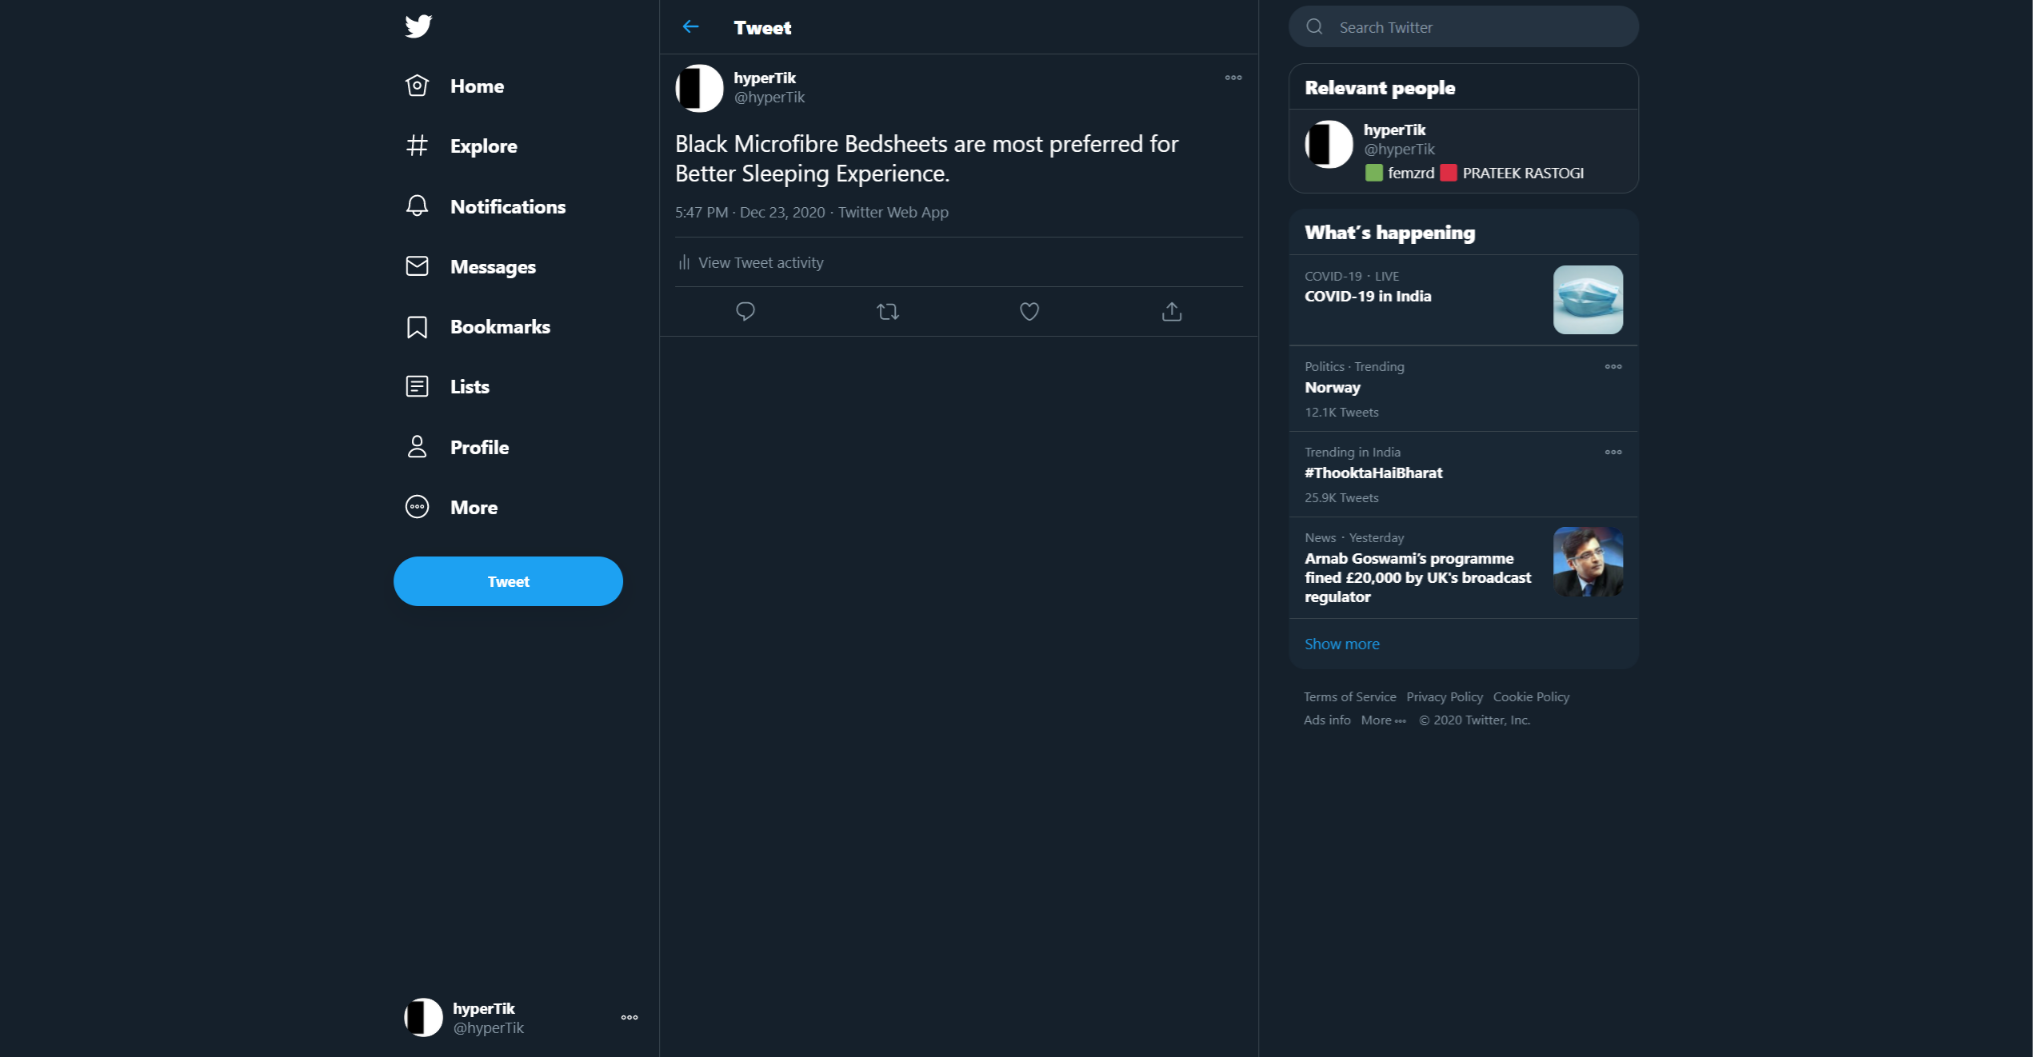 Home
Explore
Notifications
Messages
Bookmarks
Lists
Profile
More
Tweet
hyperTik
@hyperTik
Tweet
hyperTik
@hyperTik
Black Microfibre Bedsheets are most preferred for
Better Sleeping Experience.
5:47 PM · Dec 23, 2020 · Twitter Web App
View Tweet activity
Search Twitter
Relevant people
hyperTik
@hyperTik
🟩 femzrd 🟥 PRATEEK RASTOGI
What's happening
COVID-19 · LIVE
COVID-19 in India
Politics · Trending
Norway
12.1K Tweets
Trending in India
#ThooktaHaiBharat
25.9K Tweets
News · Yesterday
Arnab Goswami's programme
fined £20,000 by UK's broadcast
regulator
Show more
Terms of Service Privacy Policy Cookie Policy
Ads info More ••• © 2020 Twitter, Inc.